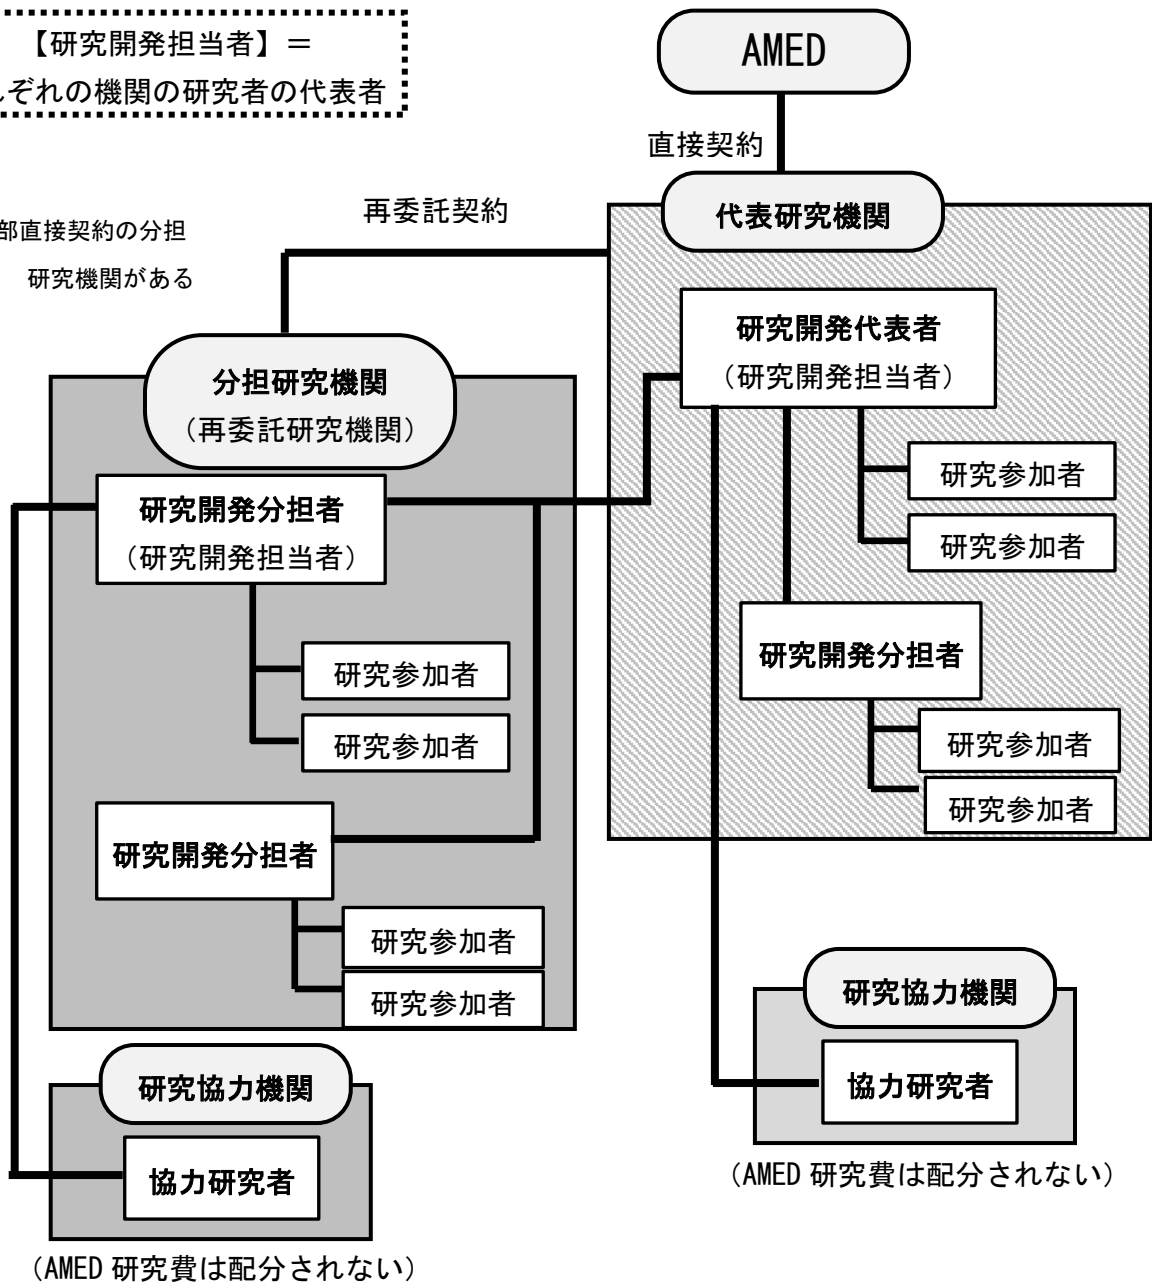 【研究開発担当者】＝
れぞれの機関の研究者の代表者
AMED
直接契約
代表研究機関
再委託契約
部直接契約の分担
研究機関がある
研究開発代表者
（研究開発担当者）
研究参加者
研究参加者
研究開発分担者
研究参加者
研究参加者
分担研究機関
（再委託研究機関）
研究開発分担者
（研究開発担当者）
研究参加者
研究参加者
研究開発分担者
研究参加者
研究参加者
研究協力機関
協力研究者
（AMED 研究費は配分されない）
研究協力機関
協力研究者
（AMED 研究費は配分されない）